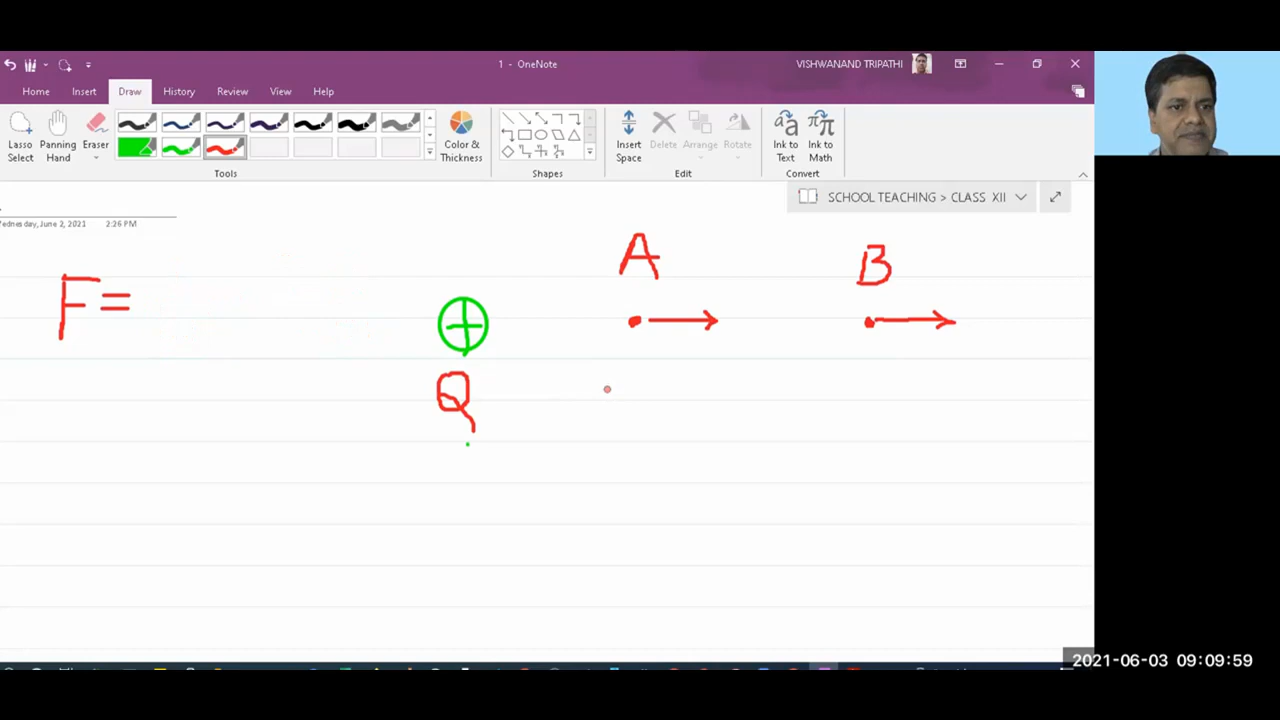 1 - OneNote
VISHWANAND TRIPATHI
Home Insert Draw History Review View Help
Lasso Select
Panning Hand
Eraser
Color & Thickness
Insert Space
Delete
Arrange
Rotate
Ink to Text
Ink to Math
Tools
Shapes
Edit
Convert
SCHOOL TEACHING > CLASS XII
Wednesday, June 2, 2021 2:26 PM
A
B
F=
Q
2021-06-03 09:09:59